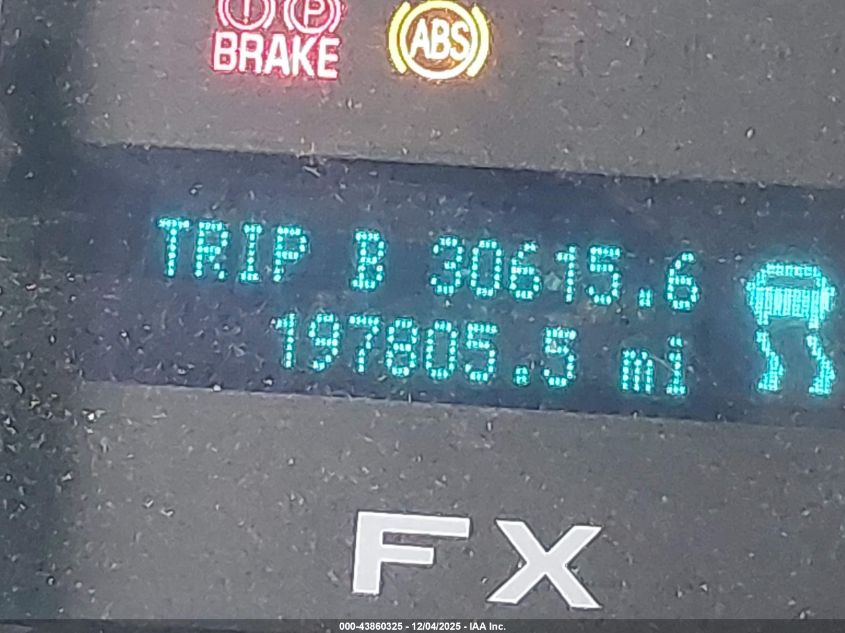 ! P
BRAKE ABS
TRIP B 30615.6
197805.5 mi
FX
000-43860325 - 12/04/2025 - IAA Inc.